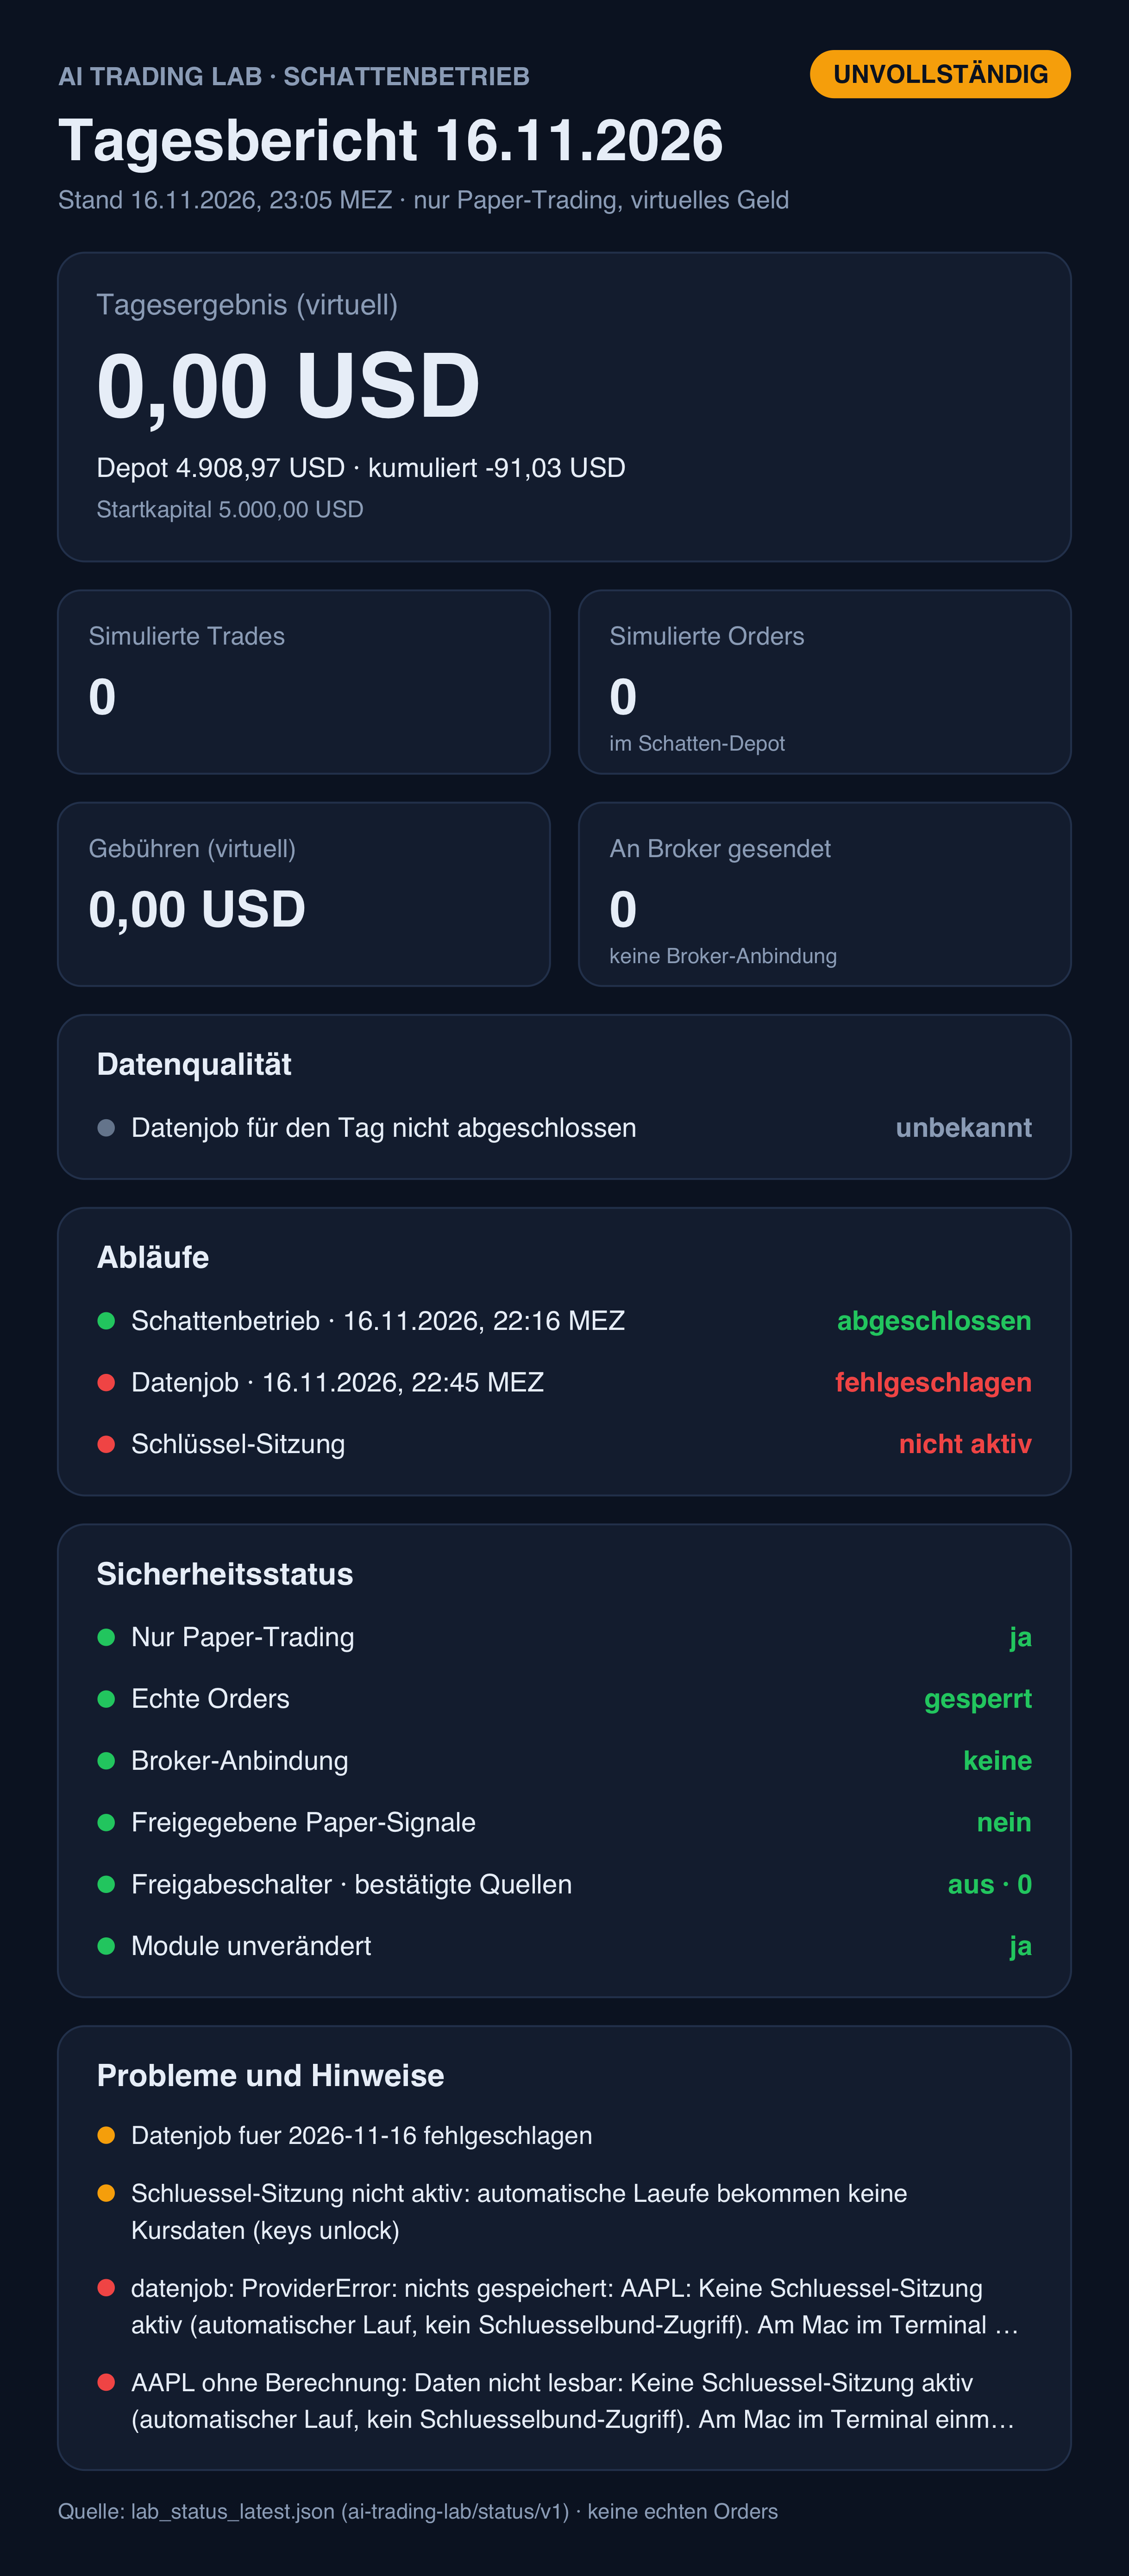 AI TRADING LAB · SCHATTENBETRIEB
UNVOLLSTÄNDIG
Tagesbericht 16.11.2026
Stand 16.11.2026, 23:05 MEZ · nur Paper-Trading, virtuelles Geld
Tagesergebnis (virtuell)
0,00 USD
Depot 4.908,97 USD · kumuliert -91,03 USD
Startkapital 5.000,00 USD
Simulierte Trades
0
Simulierte Orders
0
im Schatten-Depot
Gebühren (virtuell)
0,00 USD
An Broker gesendet
0
keine Broker-Anbindung
Datenqualität
Datenjob für den Tag nicht abgeschlossen unbekannt
Abläufe
Schattenbetrieb · 16.11.2026, 22:16 MEZ abgeschlossen
Datenjob · 16.11.2026, 22:45 MEZ fehlgeschlagen
Schlüssel-Sitzung nicht aktiv
Sicherheitsstatus
Nur Paper-Trading ja
Echte Orders gesperrt
Broker-Anbindung keine
Freigegebene Paper-Signale nein
Freigabeschalter · bestätigte Quellen aus · 0
Module unverändert ja
Probleme und Hinweise
Datenjob fuer 2026-11-16 fehlgeschlagen
Schluessel-Sitzung nicht aktiv: automatische Laeufe bekommen keine
Kursdaten (keys unlock)
datenjob: ProviderError: nichts gespeichert: AAPL: Keine Schluessel-Sitzung
aktiv (automatischer Lauf, kein Schluesselbund-Zugriff). Am Mac im Terminal …
AAPL ohne Berechnung: Daten nicht lesbar: Keine Schluessel-Sitzung aktiv
(automatischer Lauf, kein Schluesselbund-Zugriff). Am Mac im Terminal einm…
Quelle: lab_status_latest.json (ai-trading-lab/status/v1) · keine echten Orders